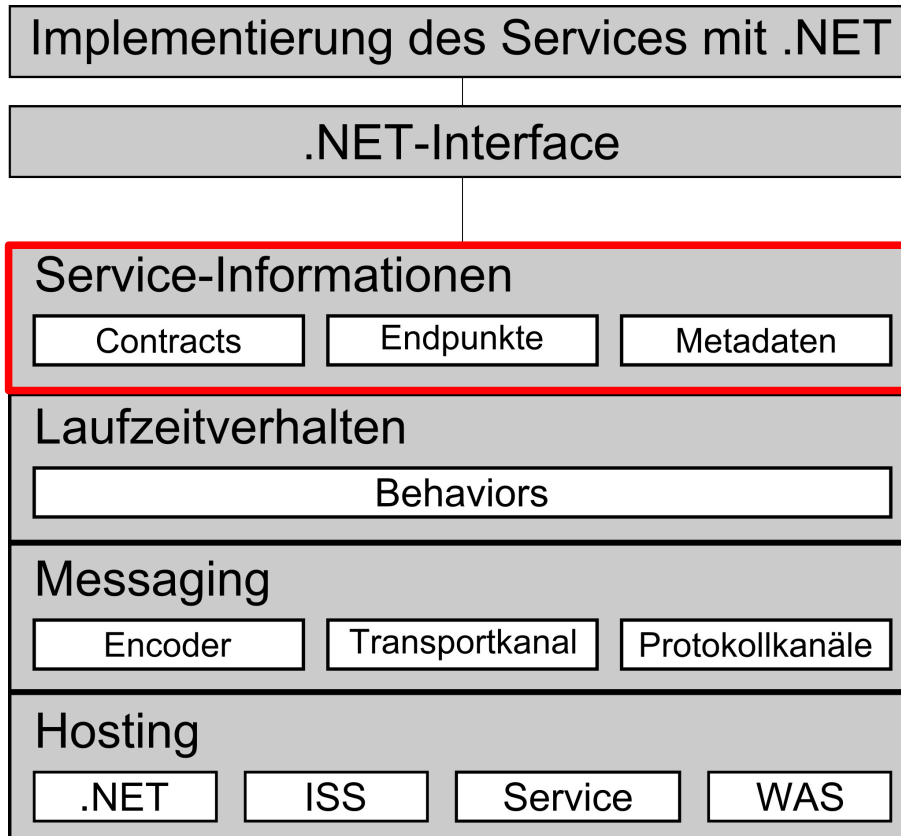 Implementierung des Services mit .NET
.NET-Interface
Service-Informationen
Contracts Endpunkte Metadaten
Laufzeitverhalten
Behaviors
Messaging
Encoder Transportkanal Protokollkanäle
Hosting
.NET ISS Service WAS